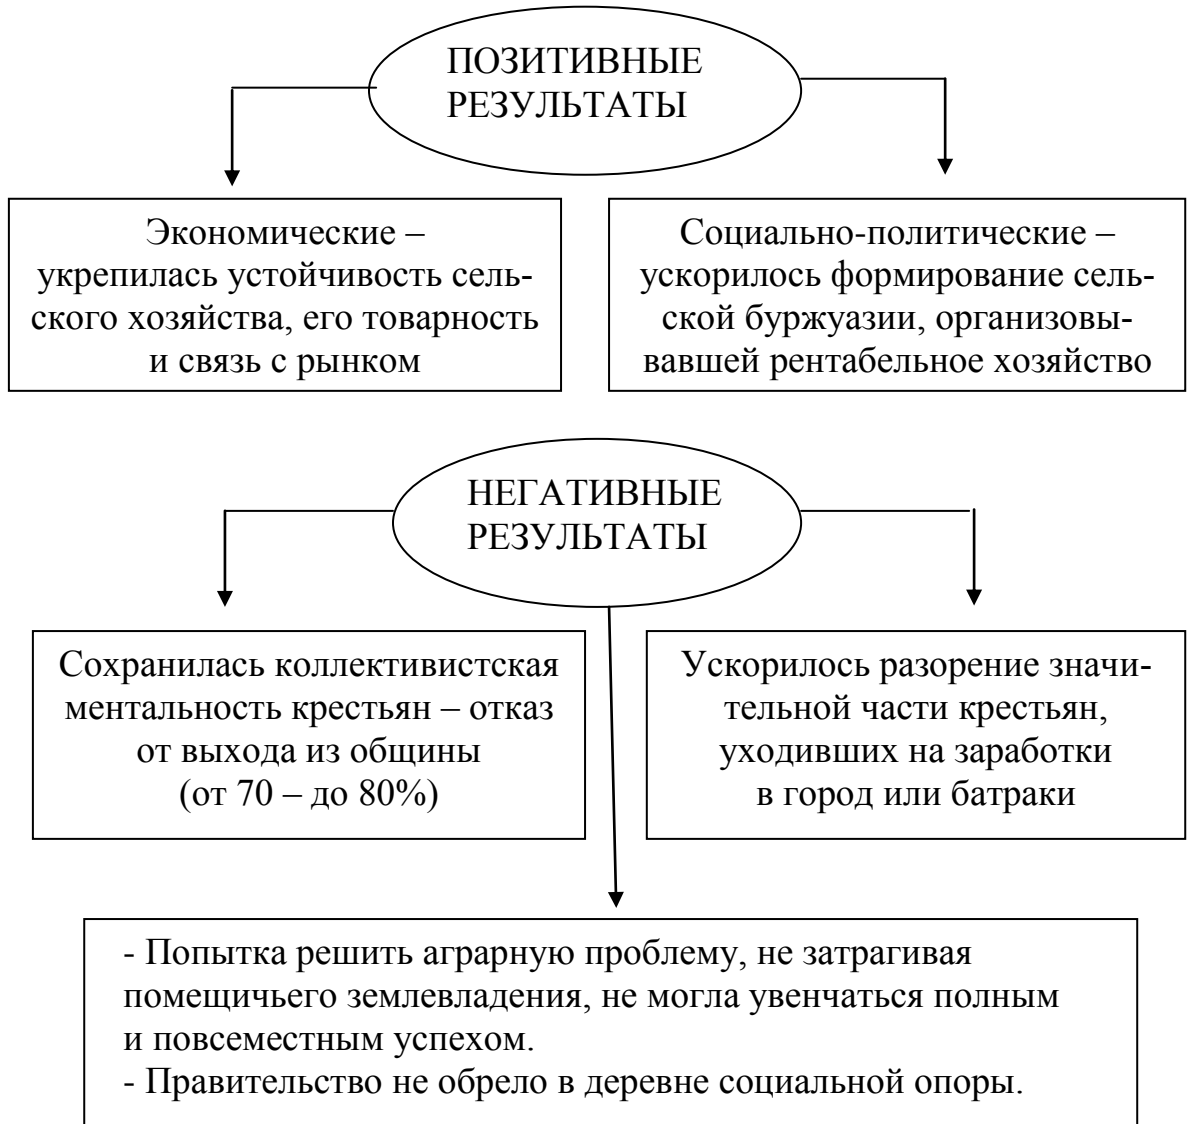 ПОЗИТИВНЫЕ
РЕЗУЛЬТАТЫ
Экономические –
укрепилась устойчивость сель-
ского хозяйства, его товарность
и связь с рынком
Социально-политические –
ускорилось формирование сель-
ской буржуазии, организовы-
вавшей рентабельное хозяйство
НЕГАТИВНЫЕ
РЕЗУЛЬТАТЫ
Сохранилась коллективистская
ментальность крестьян – отказ
от выхода из общины
(от 70 – до 80%)
Ускорилось разорение значи-
тельной части крестьян,
уходивших на заработки
в город или батраки
- Попытка решить аграрную проблему, не затрагивая
помещичьего землевладения, не могла увенчаться полным
и повсеместным успехом.
- Правительство не обрело в деревне социальной опоры.